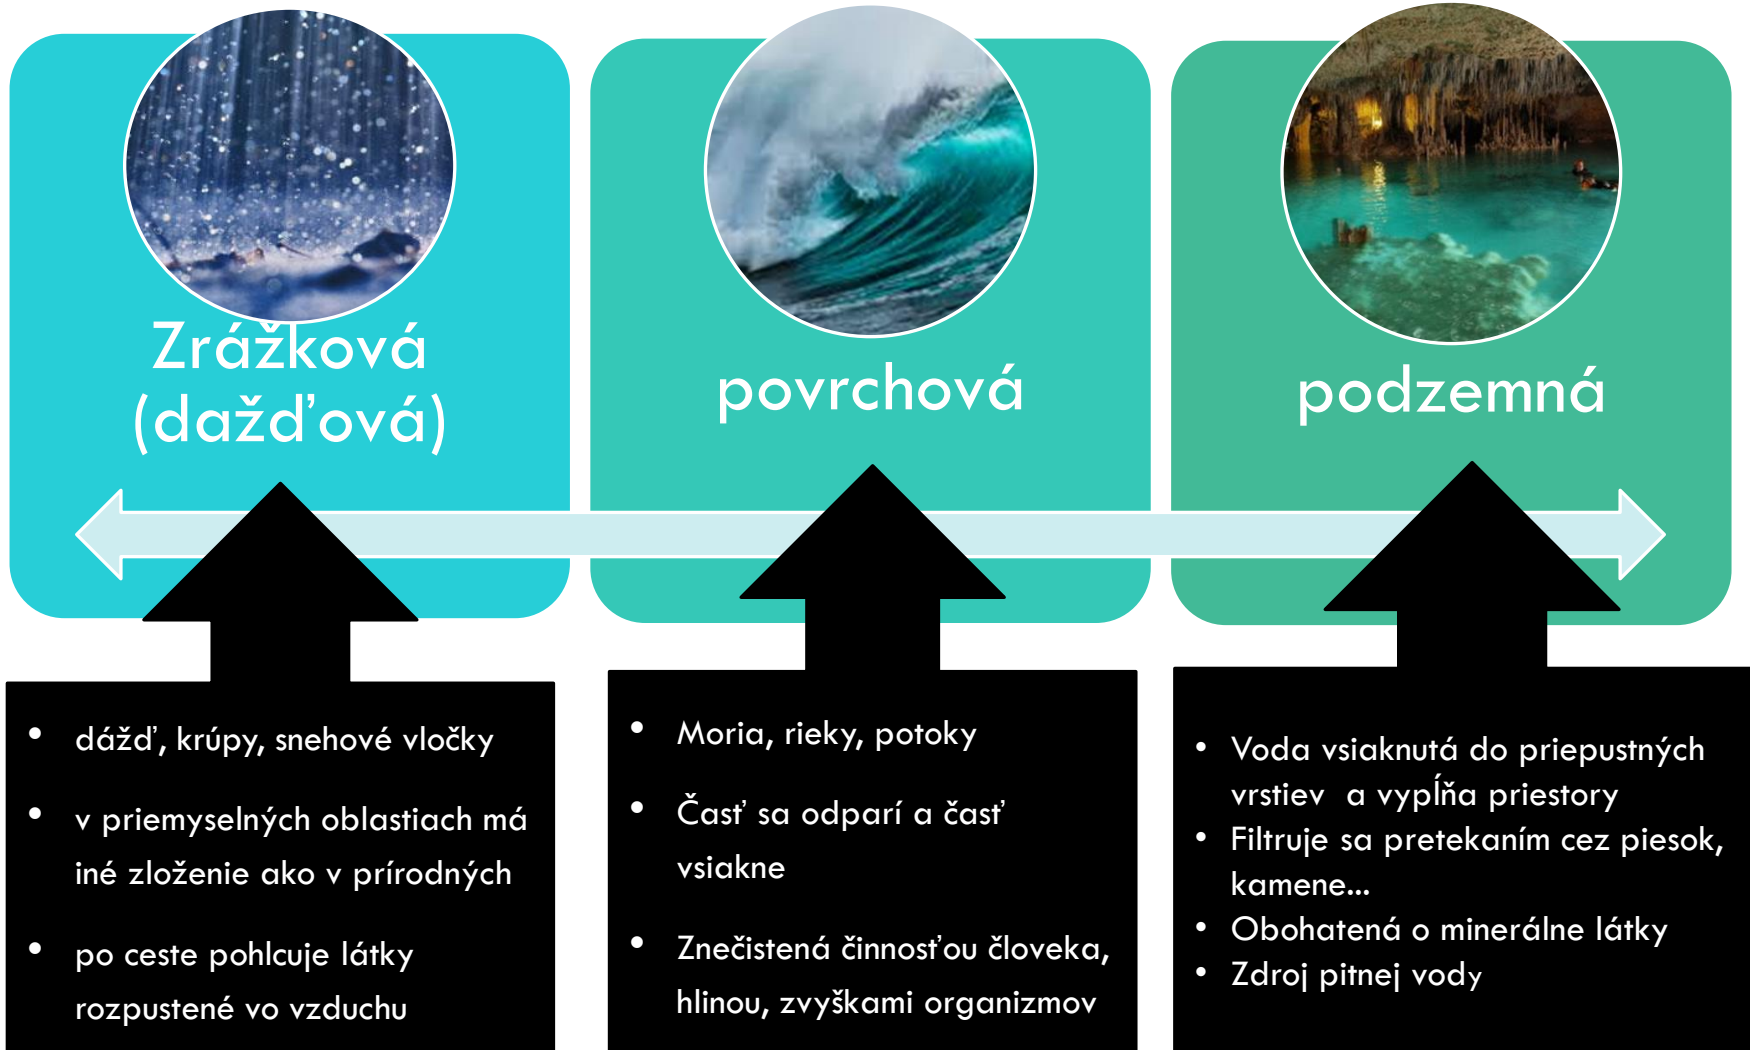 Zrážková
(dažďová)
povrchová
podzemná
• dážď, krúpy, snehové vločky
• v priemyselných oblastiach má
iné zloženie ako v prírodných
• po ceste pohlcuje látky
rozpustené vo vzduchu
• Moria, rieky, potoky
• Časť sa odparí a časť
vsiakne
• Znečistená činnosťou človeka,
hlinou, zvyškami organizmov
• Voda vsiaknutá do priepustných
vrstiev a vypĺňa priestory
• Filtruje sa pretekaním cez piesok,
kamene...
• Obohatená o minerálne látky
• Zdroj pitnej vody